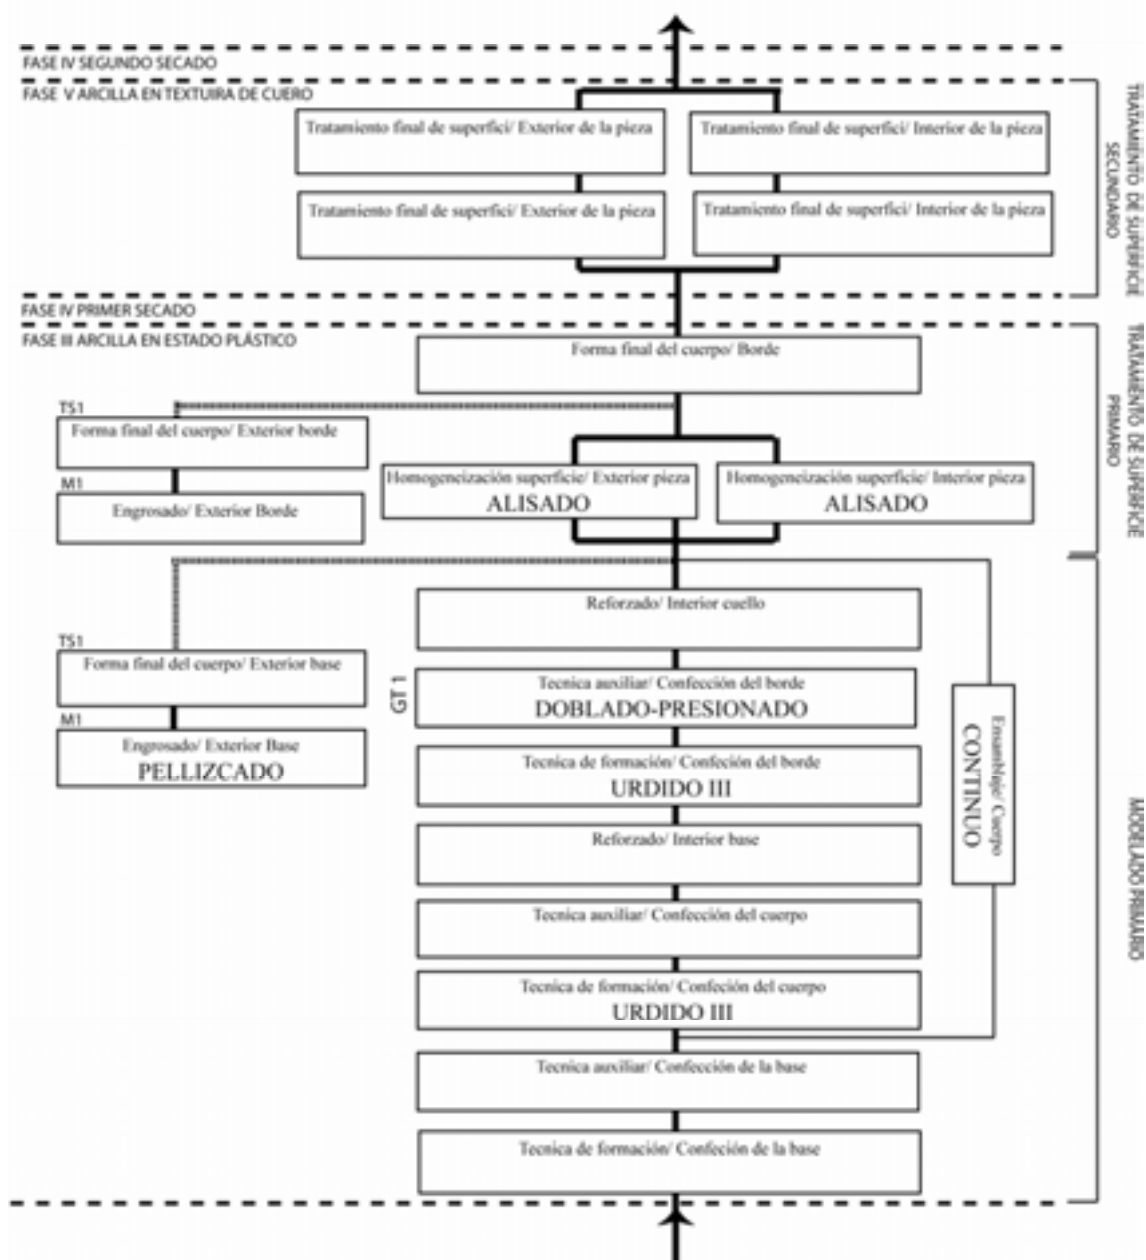 FASE IV SEGUNDO SECADO
FASE V ARCILLA EN TEXTUIRA DE CUERO
Tratamiento final de superfici/ Exterior de la pieza
Tratamiento final de superfici/ Interior de la pieza
Tratamiento final de superfici/ Exterior de la pieza
Tratamiento final de superfici/ Interior de la pieza
TRATAMIENTO DE SUPERFICIE
SECUNDARIO
FASE IV PRIMER SECADO
FASE III ARCILLA EN ESTADO PLÁSTICO
Forma final del cuerpo/ Borde
TS1
Forma final del cuerpo/ Exterior borde
M1
Engrosado/ Exterior Borde
Homogeneización superficie/ Exterior pieza
ALISADO
Homogeneización superficie/ Interior pieza
ALISADO
TRATAMIENTO DE SUPERFICIE
PRIMARIO
Reforzado/ Interior cuello
TS1
Forma final del cuerpo/ Exterior base
M1
Engrosado/ Exterior Base
PELLIZCADO
GT 1
Tecnica auxiliar/ Confección del borde
DOBLADO-PRESIONADO
Tecnica de formación/ Confeción del borde
URDIDO III
Reforzado/ Interior base
Tecnica auxiliar/ Confección del cuerpo
Tecnica de formación/ Confeción del cuerpo
URDIDO III
Tecnica auxiliar/ Confección de la base
Tecnica de formación/ Confeción de la base
Ensamblaje/ Cuerpo
CONTINUO
MODELADO PRIMARIO